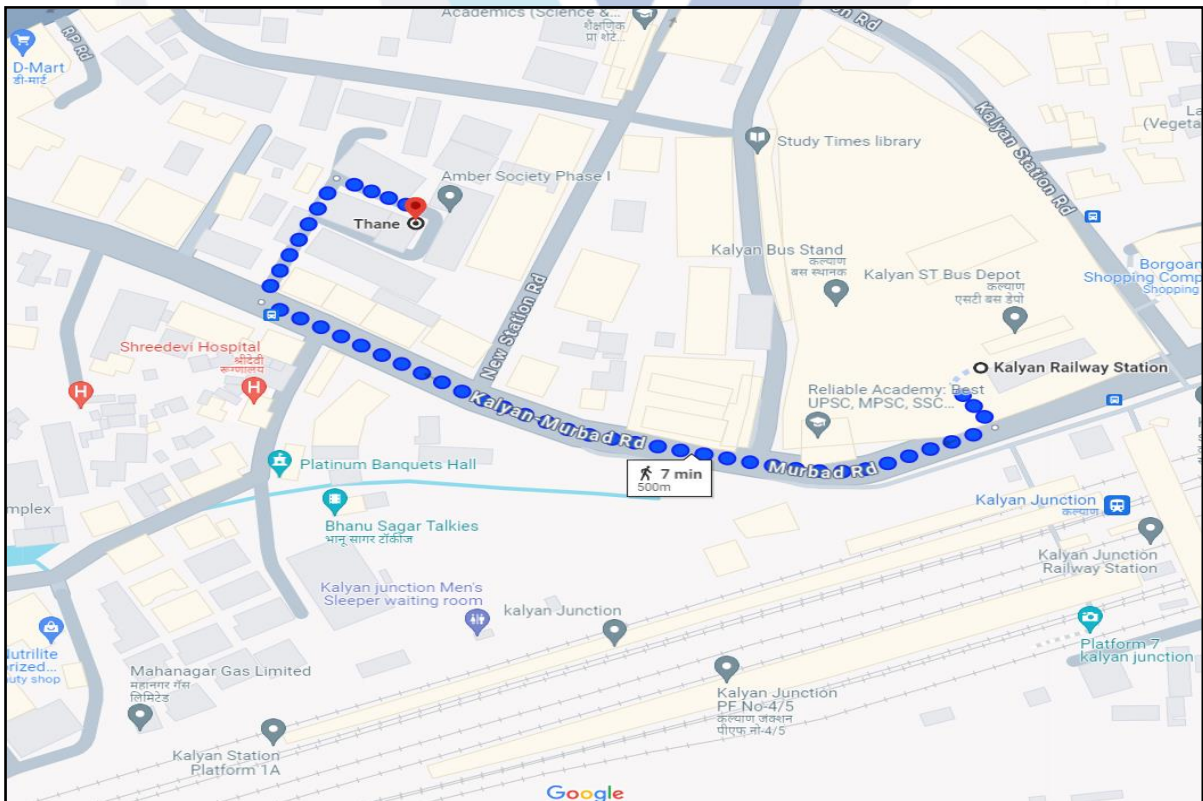 Academics (Science &...
शैक्षणिक
प्रा शेटे...
ion Rd
RP Rd
D-Mart
डी-मार्ट
Kalyan Station Rd
La
(Vegeta
Study Times library
Amber Society Phase I
Thane
Kalyan Bus Stand
कल्याण
बस स्थानक
Kalyan ST Bus Depot
कल्याण
एसटी बस डेपो
Borgoan
Shopping Comp
Shopping
New Station Rd
Shreedevi Hospital
श्रीदेवी
रूग्णालय
Kalyan Railway Station
Reliable Academy: Best
UPSC, MPSC, SSC...
Kalyan-Murbad Rd
Murbad Rd
7 min
500m
Platinum Banquets Hall
Bhanu Sagar Talkies
भानू सागर टॉकीज
mplex
Kalyan Junction
कल्याण
Kalyan Junction
Railway Station
Kalyan junction Men's
Sleeper waiting room
kalyan Junction
Platform 7
kalyan junction
Nutrilite
orized...
uty shop
Mahanagar Gas Limited
महानगर गॅस
लिमिटेड
Kalyan Junction
PF No-4/5
कल्याण जंक्शन
पीएफ नो-4/5
Kalyan Station
Platform 1A
Google